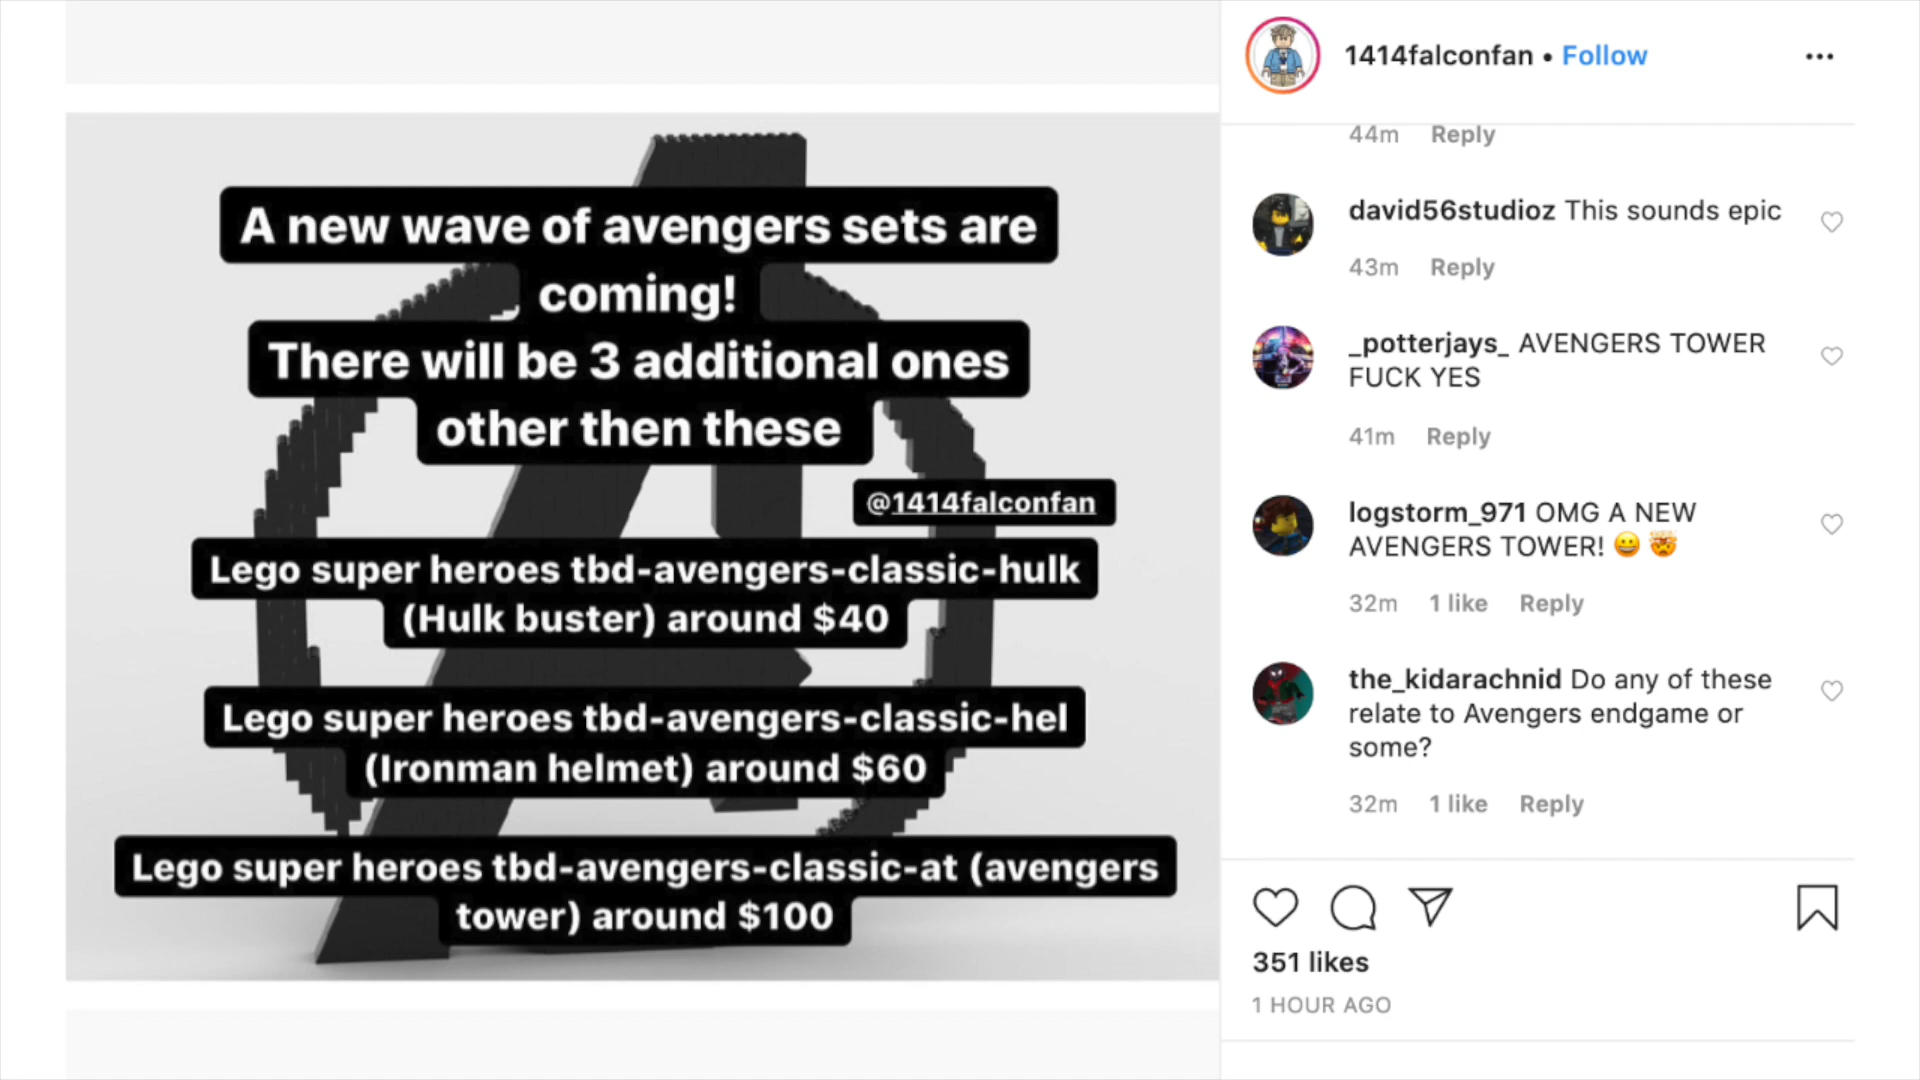 A new wave of avengers sets are
coming!
There will be 3 additional ones
other then these
@1414falconfan
Lego super heroes tbd-avengers-classic-hulk
(Hulk buster) around $40
Lego super heroes tbd-avengers-classic-hel
(Ironman helmet) around $60
Lego super heroes tbd-avengers-classic-at (avengers
tower) around $100
1414falconfan • Follow
44m Reply
david56studioz This sounds epic
43m Reply
_potterjays_ AVENGERS TOWER
FUCK YES
41m Reply
logstorm_971 OMG A NEW
AVENGERS TOWER! 😀 🤯
32m 1 like Reply
the_kidarachnid Do any of these
relate to Avengers endgame or
some?
32m 1 like Reply
351 likes
1 HOUR AGO